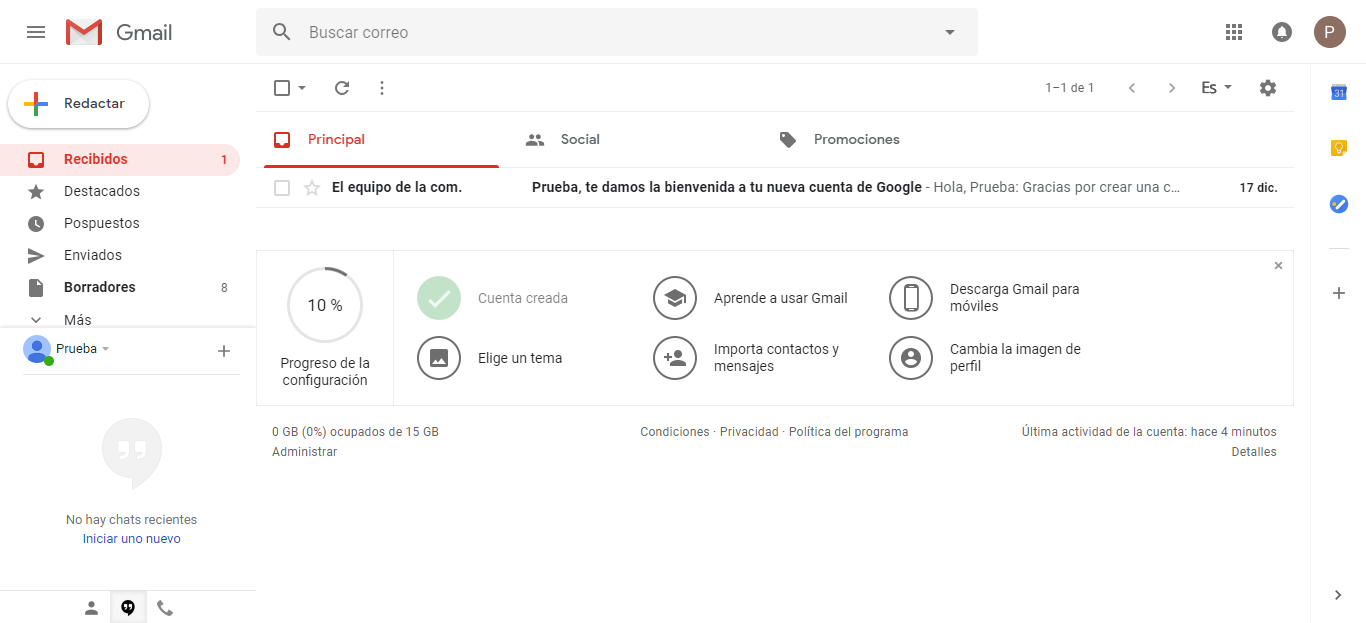 Gmail
Buscar correo
P
Redactar
1–1 de 1
Es
31
Recibidos 1
Destacados
Pospuestos
Enviados
Borradores 8
Más
Prueba
No hay chats recientes
Iniciar uno nuevo
Principal
Social
Promociones
El equipo de la com. Prueba, te damos la bienvenida a tu nueva cuenta de Google - Hola, Prueba: Gracias por crear una c… 17 dic.
10 %
Progreso de la
configuración
Cuenta creada
Aprende a usar Gmail
Descarga Gmail para
móviles
Elige un tema
Importa contactos y
mensajes
Cambia la imagen de
perfil
0 GB (0%) ocupados de 15 GB
Administrar
Condiciones · Privacidad · Política del programa
Última actividad de la cuenta: hace 4 minutos
Detalles